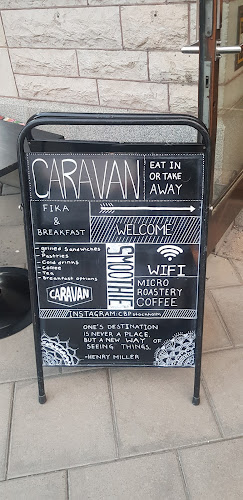 CARAVAN
EAT IN
OR TAKE
AWAY
FIKA
&
BREAKFAST
WELCOME
- Grilled Sandwiches
- Pastries
- Cold drinks
- Coffee
- Tea
- Breakfast options
CARAVAN
SMOOTHIE
WIFI
MICRO
ROASTERY
COFFEE
INSTAGRAM:CBPstockholm
ONE'S DESTINATION
IS NEVER A PLACE,
BUT A NEW WAY OF
SEEING THINGS.
-HENRY MILLER